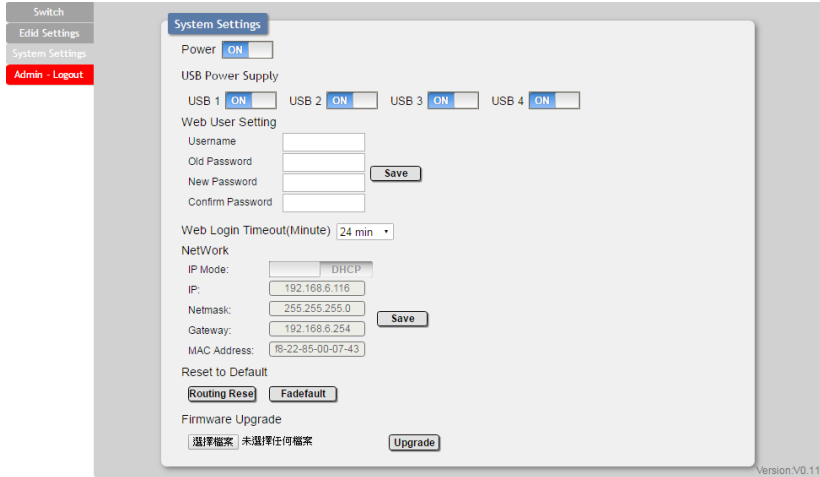 Switch
Edid Settings
System Settings
Admin - Logout
System Settings
Power ON
USB Power Supply
USB 1 ON USB 2 ON USB 3 ON USB 4 ON
Web User Setting
Username
Old Password
New Password
Save
Confirm Password
Web Login Timeout(Minute) 24 min
NetWork
IP Mode: DHCP
IP: 192.168.6.116
Netmask: 255.255.255.0
Save
Gateway: 192.168.6.254
MAC Address: f8-22-85-00-07-43
Reset to Default
Routing Rese Fadefault
Firmware Upgrade
選擇檔案 未選擇任何檔案 Upgrade
Version:V0.11